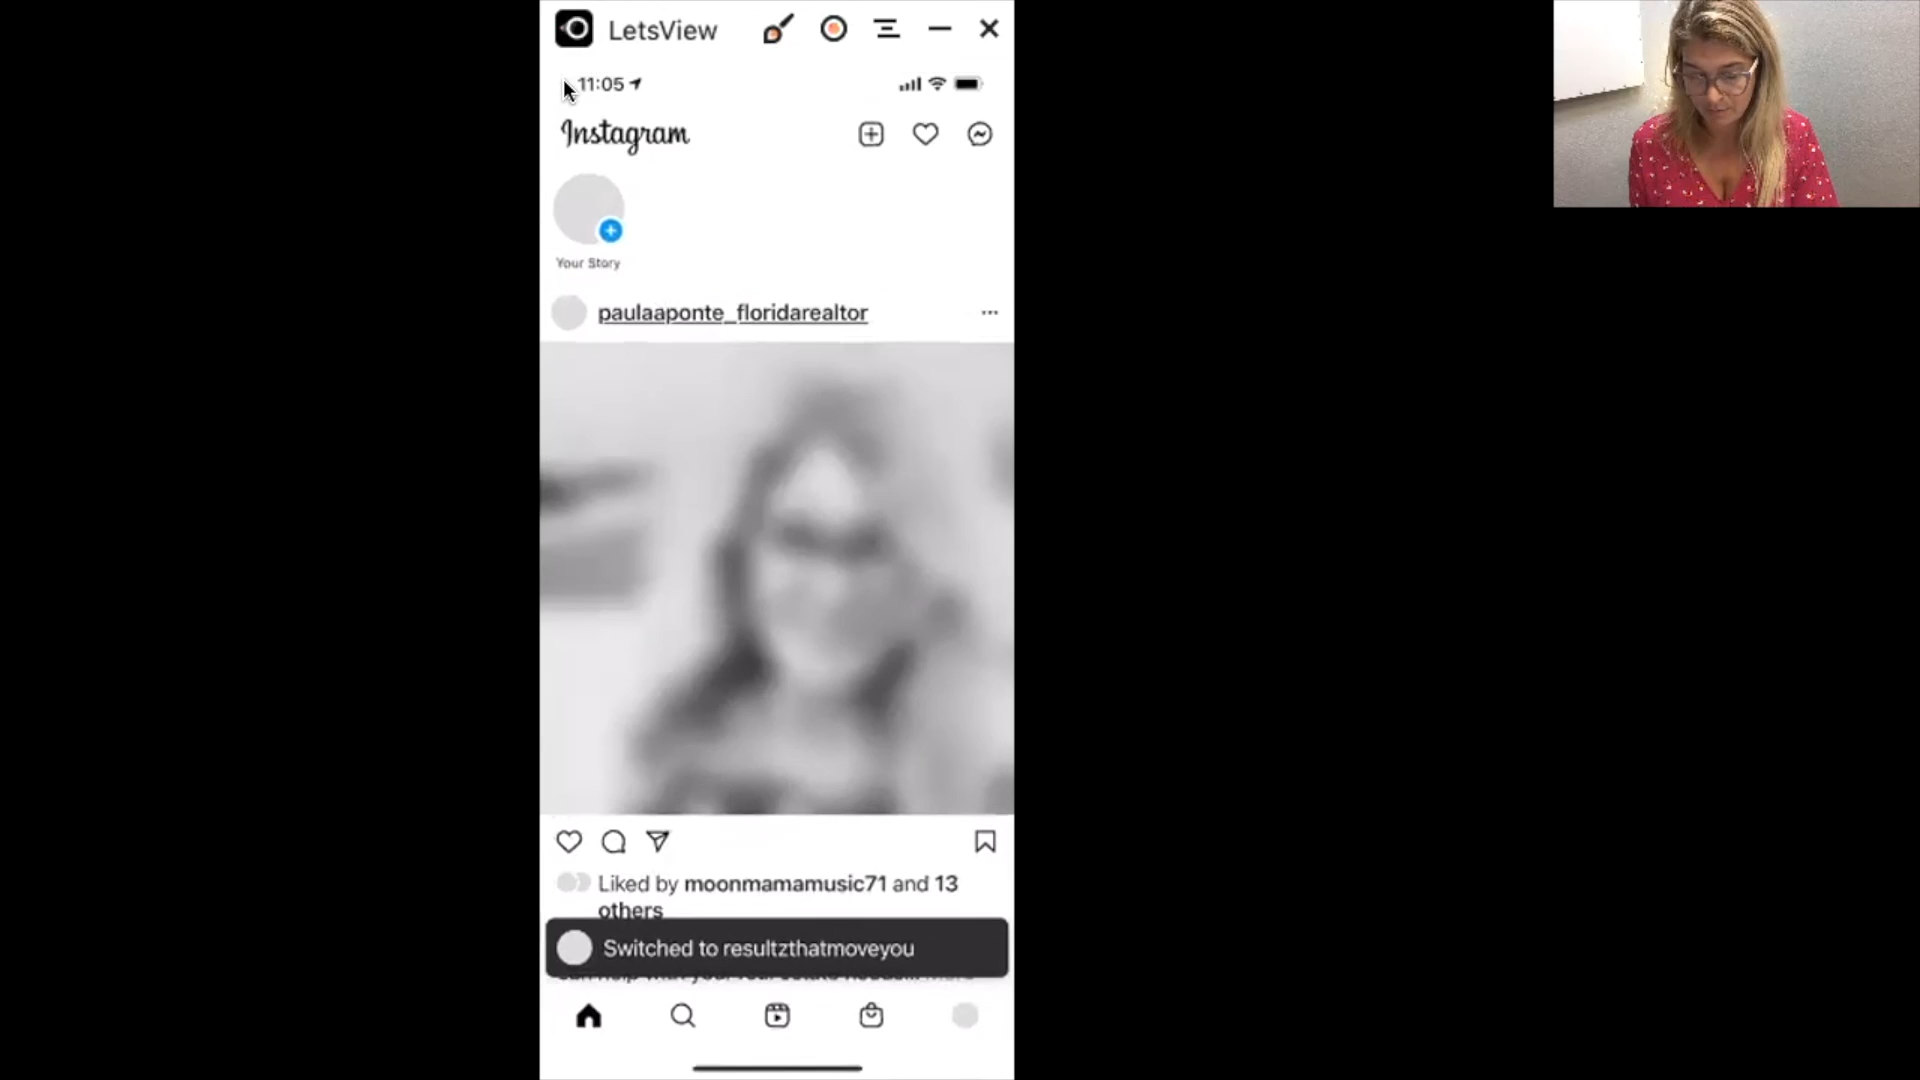 LetsView
11:05
Instagram
Your Story
paulaaponte_floridarealtor
Liked by moonmamamusic71 and 13
others
Switched to resultzthatmoveyou